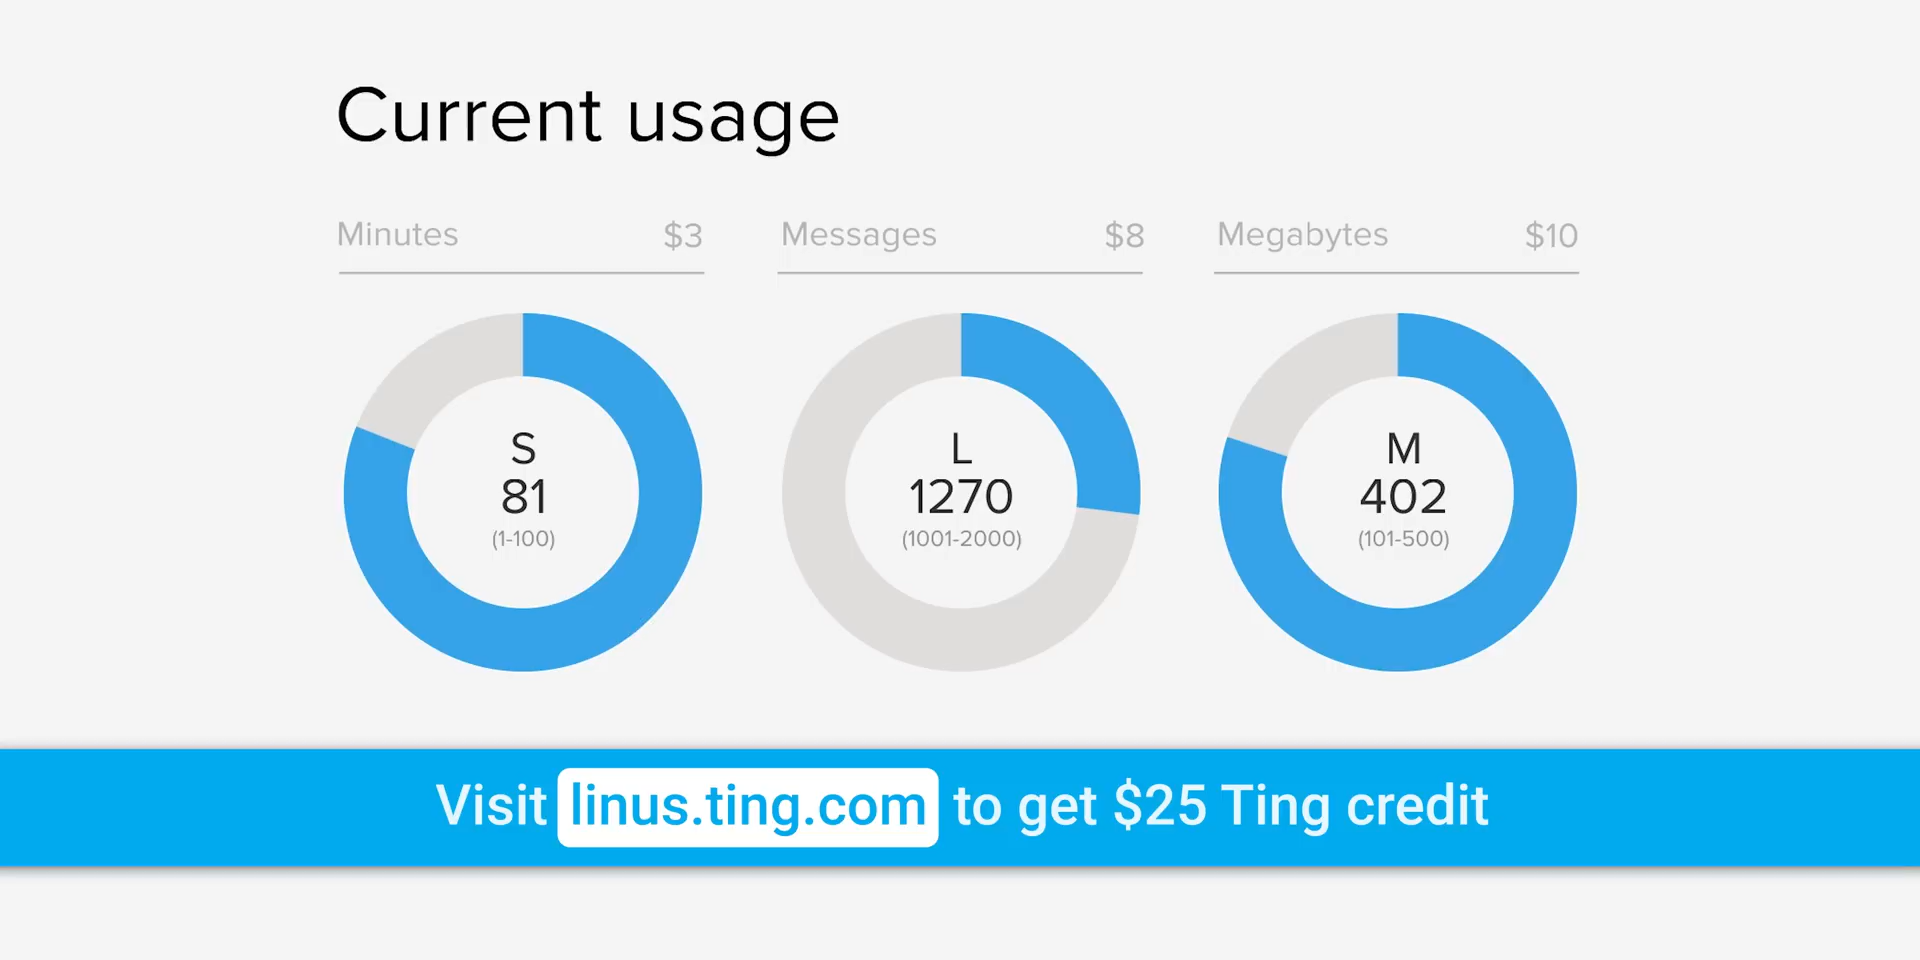 Current usage
Minutes $3
Messages $8
Megabytes $10
S
81
(1-100)
L
1270
(1001-2000)
M
402
(101-500)
Visit linus.ting.com to get $25 Ting credit